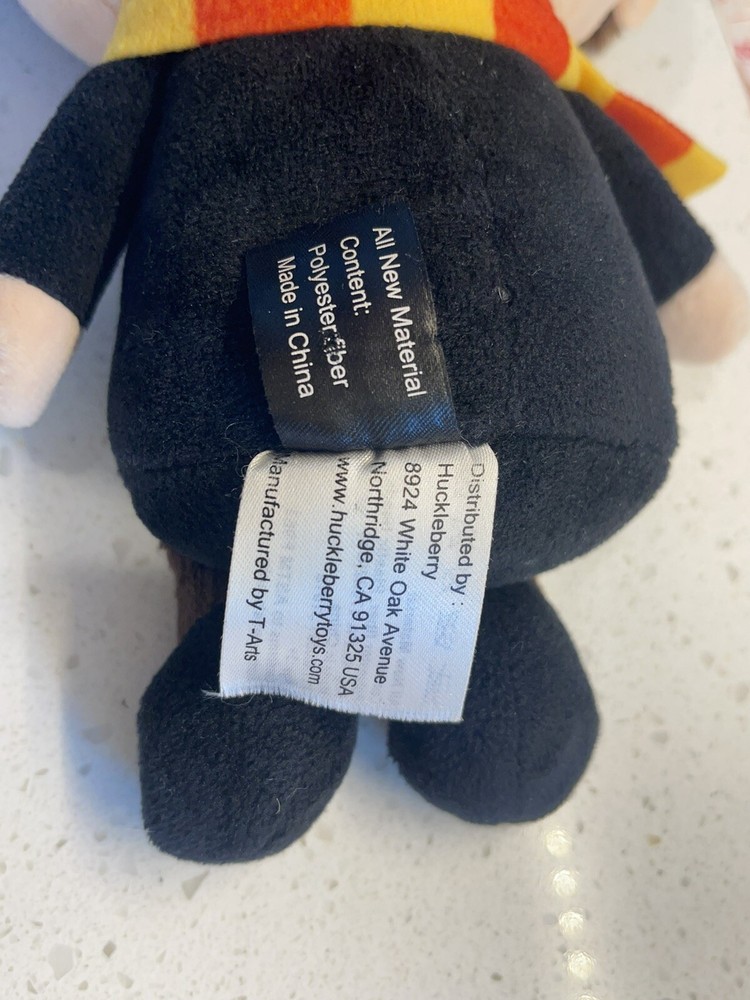 All New Material
Content:
Polyester fiber
Made in China
Distributed by :
Huckleberry
8924 White Oak Avenue
Northridge, CA 91325 USA
www.huckleberrytoys.com
Manufactured by T-Arts